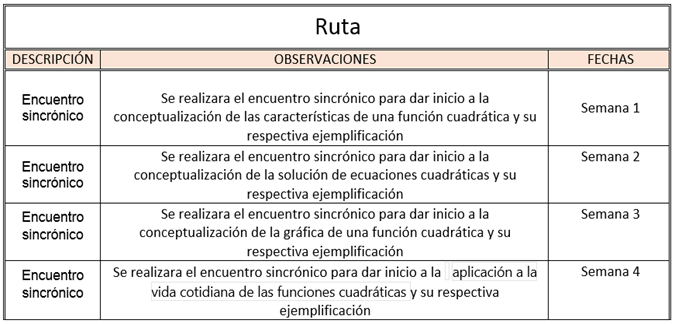 Ruta
DESCRIPCIÓN OBSERVACIONES FECHAS
Encuentro
sincrónico
Se realizara el encuentro sincrónico para dar inicio a la
conceptualización de las características de una función cuadrática y su
respectiva ejemplificación
Semana 1
Encuentro
sincrónico
Se realizara el encuentro sincrónico para dar inicio a la
conceptualización de la solución de ecuaciones cuadráticas y su
respectiva ejemplificación
Semana 2
Encuentro
sincrónico
Se realizara el encuentro sincrónico para dar inicio a la
conceptualización de la gráfica de una función cuadrática y su
respectiva ejemplificación
Semana 3
Encuentro
sincrónico
Se realizara el encuentro sincrónico para dar inicio a la aplicación a la
vida cotidiana de las funciones cuadráticas y su respectiva
ejemplificación
Semana 4